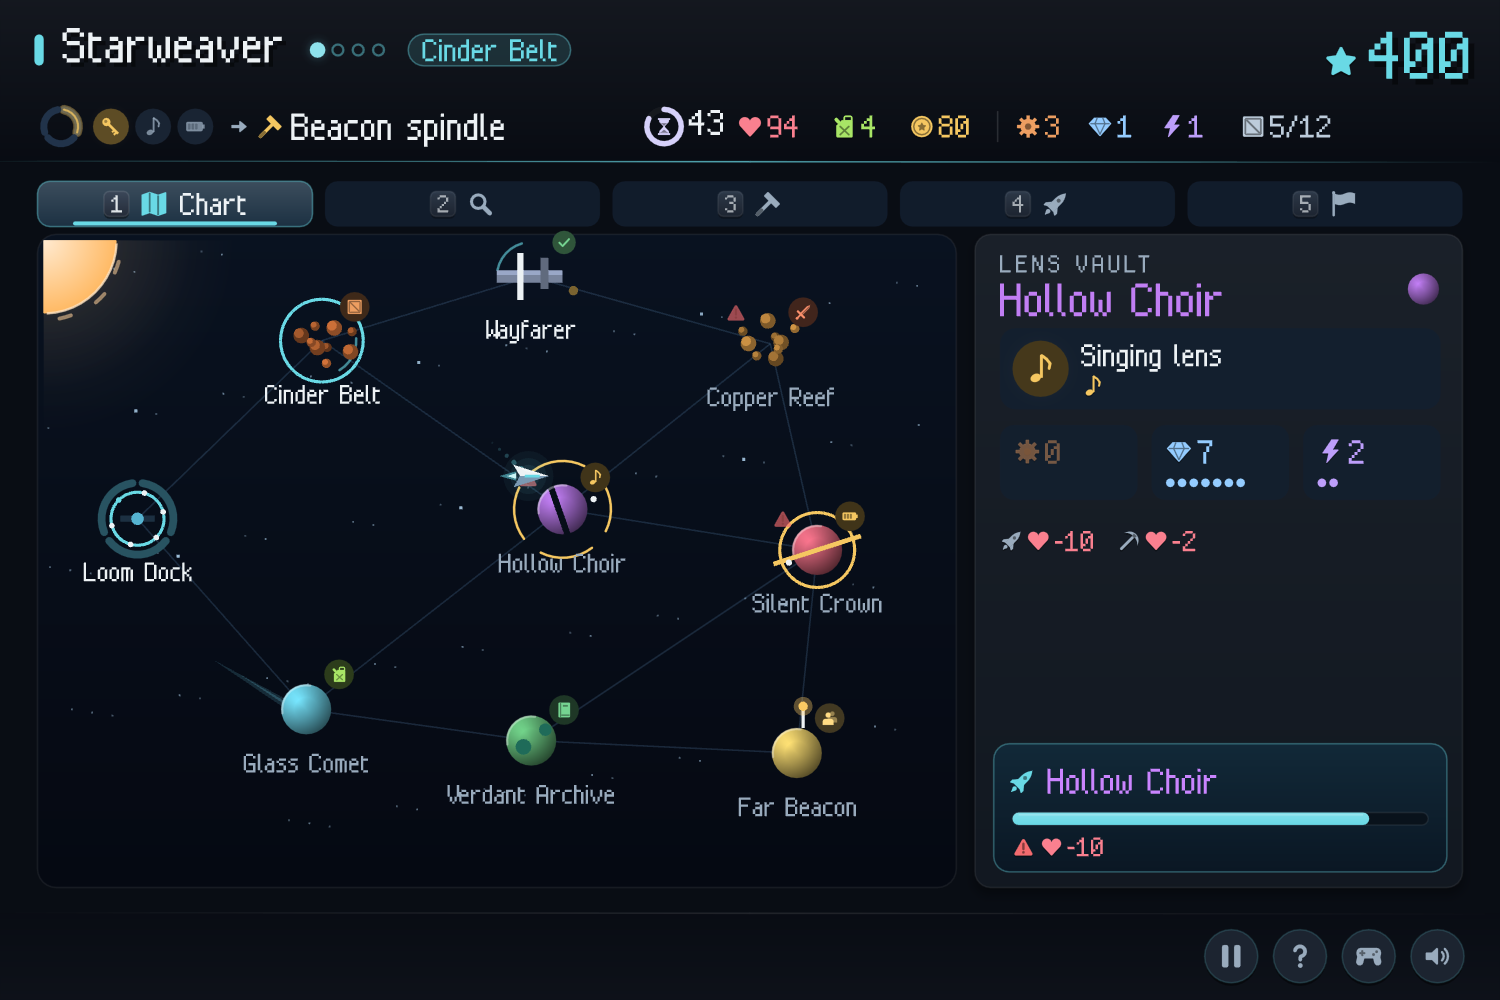 Starweaver
Cinder Belt
400
Beacon spindle
43 94 4 80 3 1 1 5/12
1 Chart
2
3
4
5
Wayfarer
Cinder Belt
Copper Reef
Hollow Choir
Loom Dock
Silent Crown
Glass Comet
Verdant Archive
Far Beacon
LENS VAULT
Hollow Choir
Singing lens
0 7 2
-10 -2
Hollow Choir
-10
?